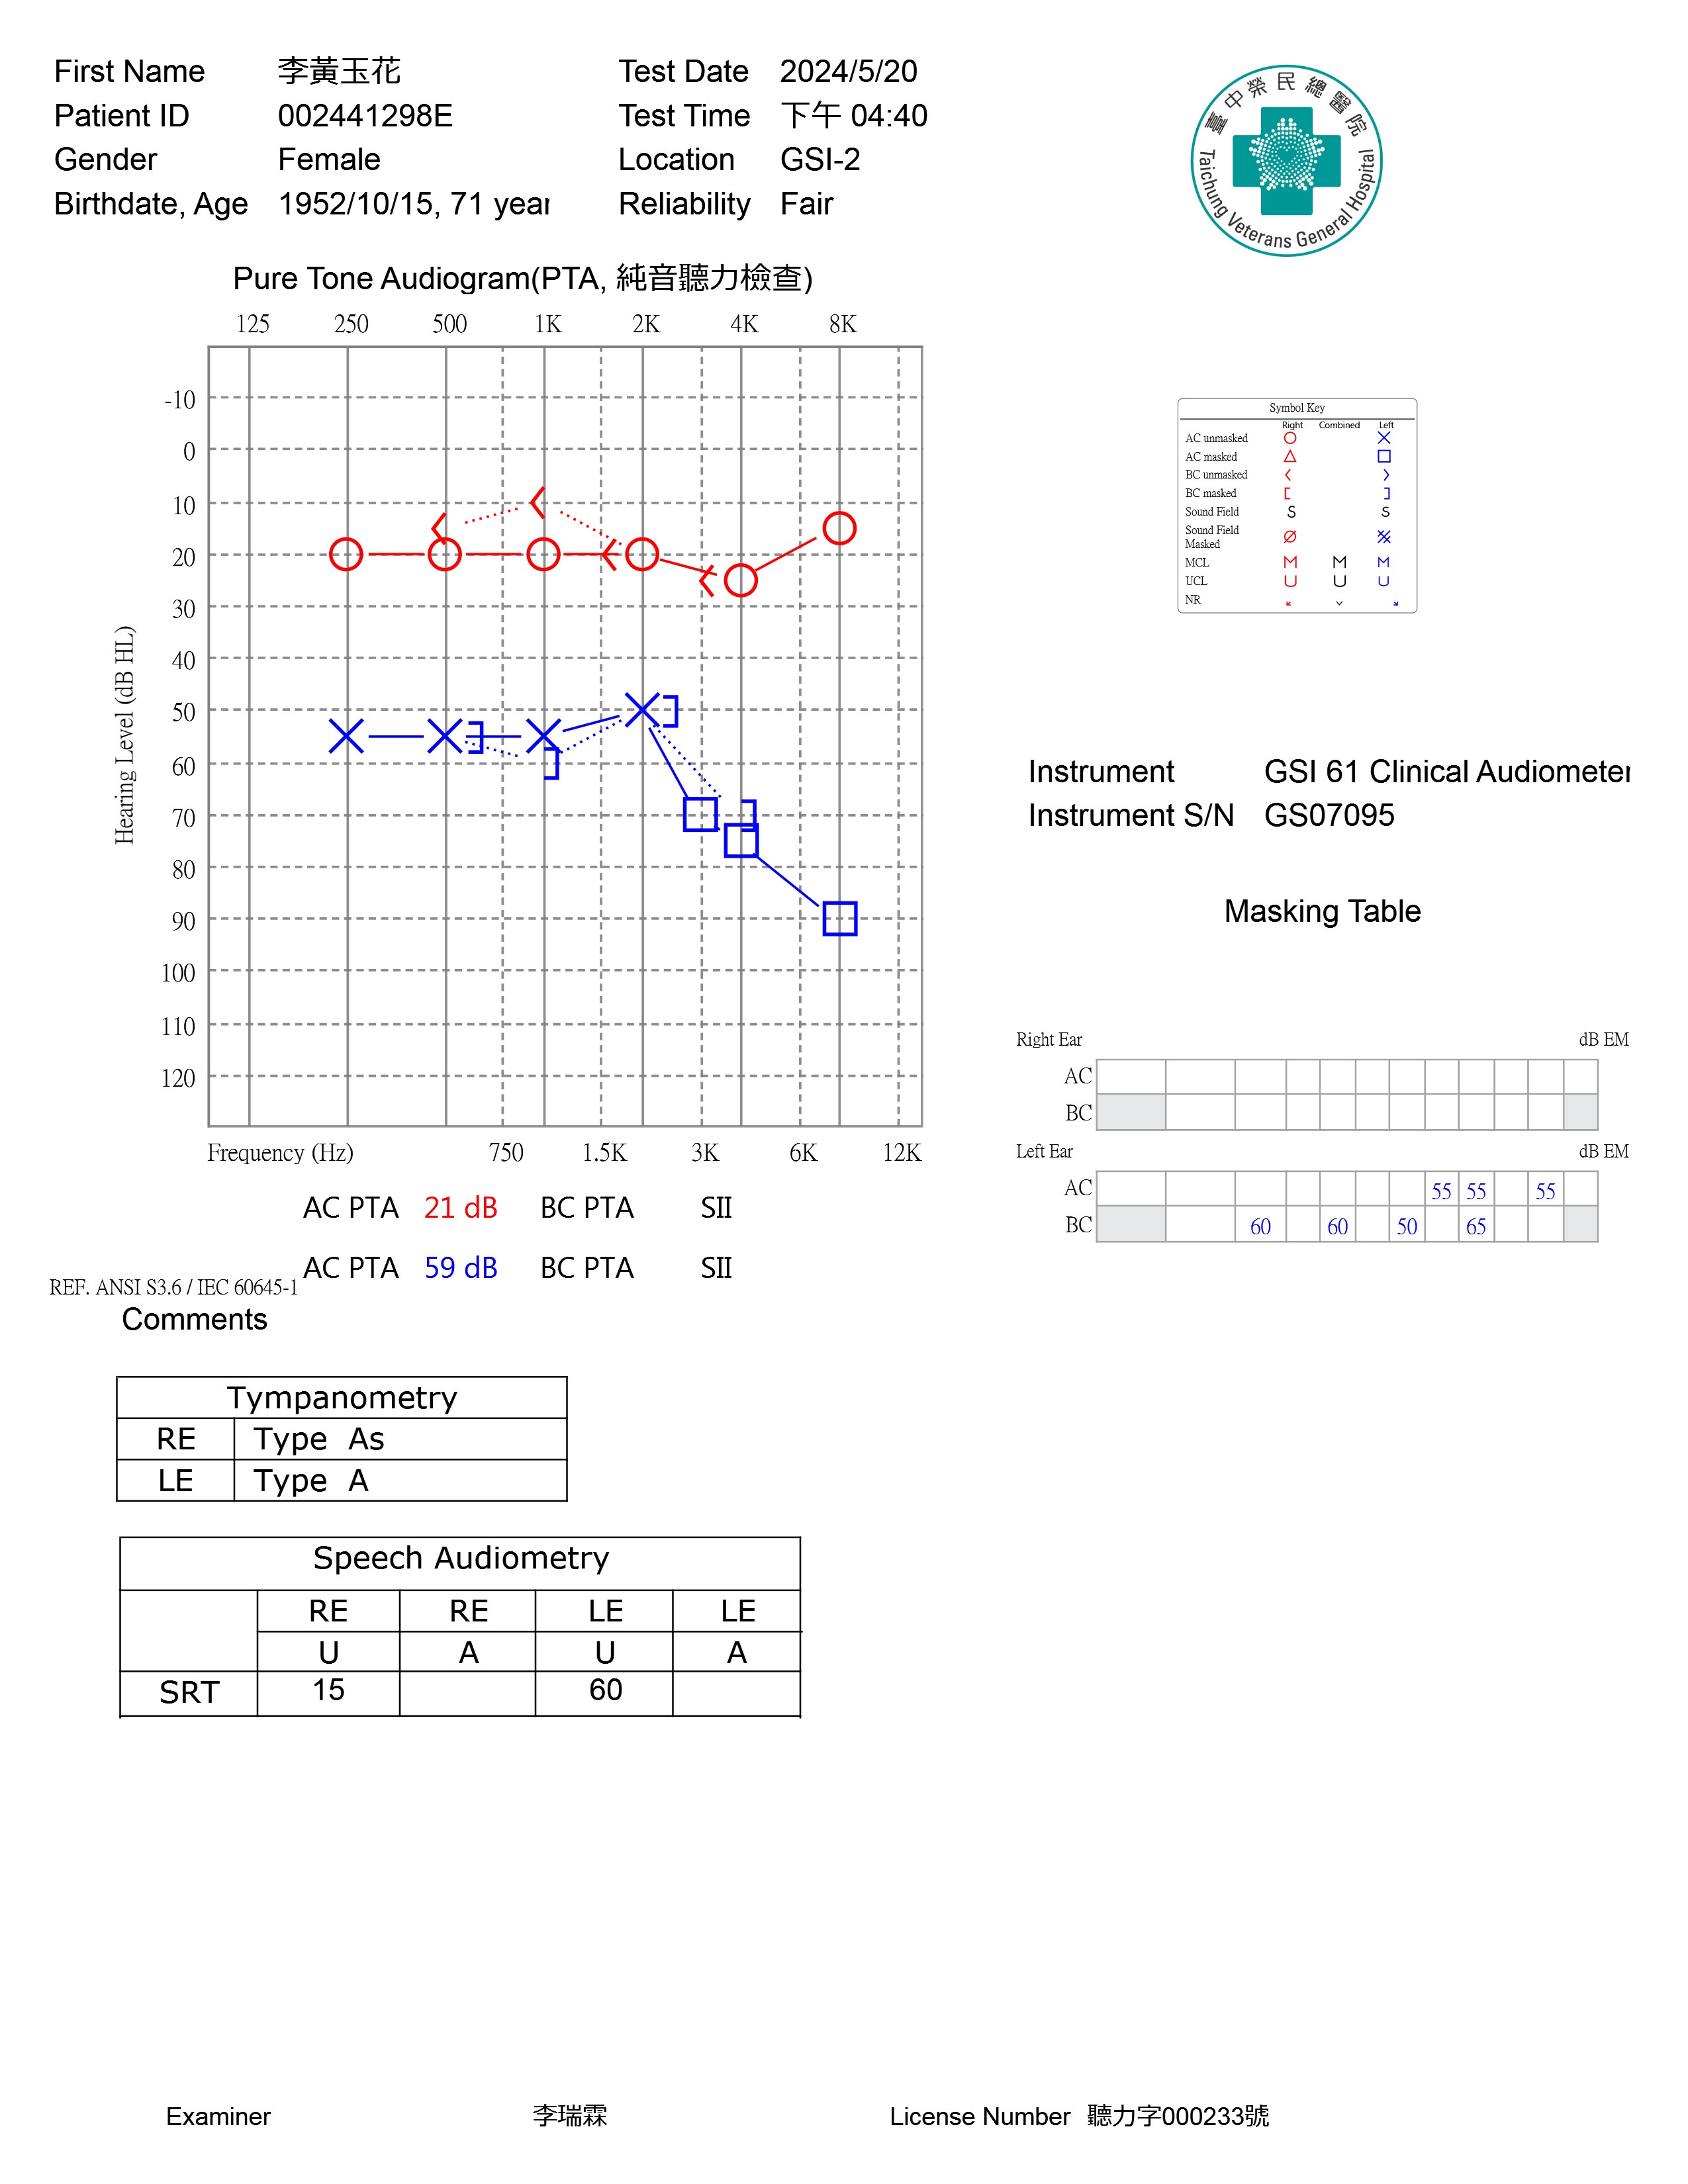 First Name 李黃玉花 Test Date 2024/5/20
Patient ID 002441298E Test Time 下午 04:40
Gender Female Location GSI-2
Birthdate, Age 1952/10/15, 71 year Reliability Fair
臺中榮民總醫院
Taichung Veterans General Hospital
Pure Tone Audiogram(PTA, 純音聽力檢查)
125 250 500 1K 2K 4K 8K
-10
0
10
20
30
40
50
60
70
80
90
100
110
120
Hearing Level (dB HL)
Frequency (Hz) 750 1.5K 3K 6K 12K
AC PTA 21 dB BC PTA SII
AC PTA 59 dB BC PTA SII
REF. ANSI S3.6 / IEC 60645-1
Symbol Key
Right Combined Left
AC unmasked
AC masked
BC unmasked
BC masked
Sound Field S S
Sound Field Masked
MCL M M M
UCL U U U
NR
Instrument GSI 61 Clinical Audiometer
Instrument S/N GS07095
Masking Table
Right Ear dB EM
AC
BC
Left Ear dB EM
AC 55 55 55
BC 60 60 50 65
Comments
Tympanometry
RE Type As
LE Type A
Speech Audiometry
RE RE LE LE
U A U A
SRT 15 60
Examiner 李瑞霖 License Number 聽力字000233號